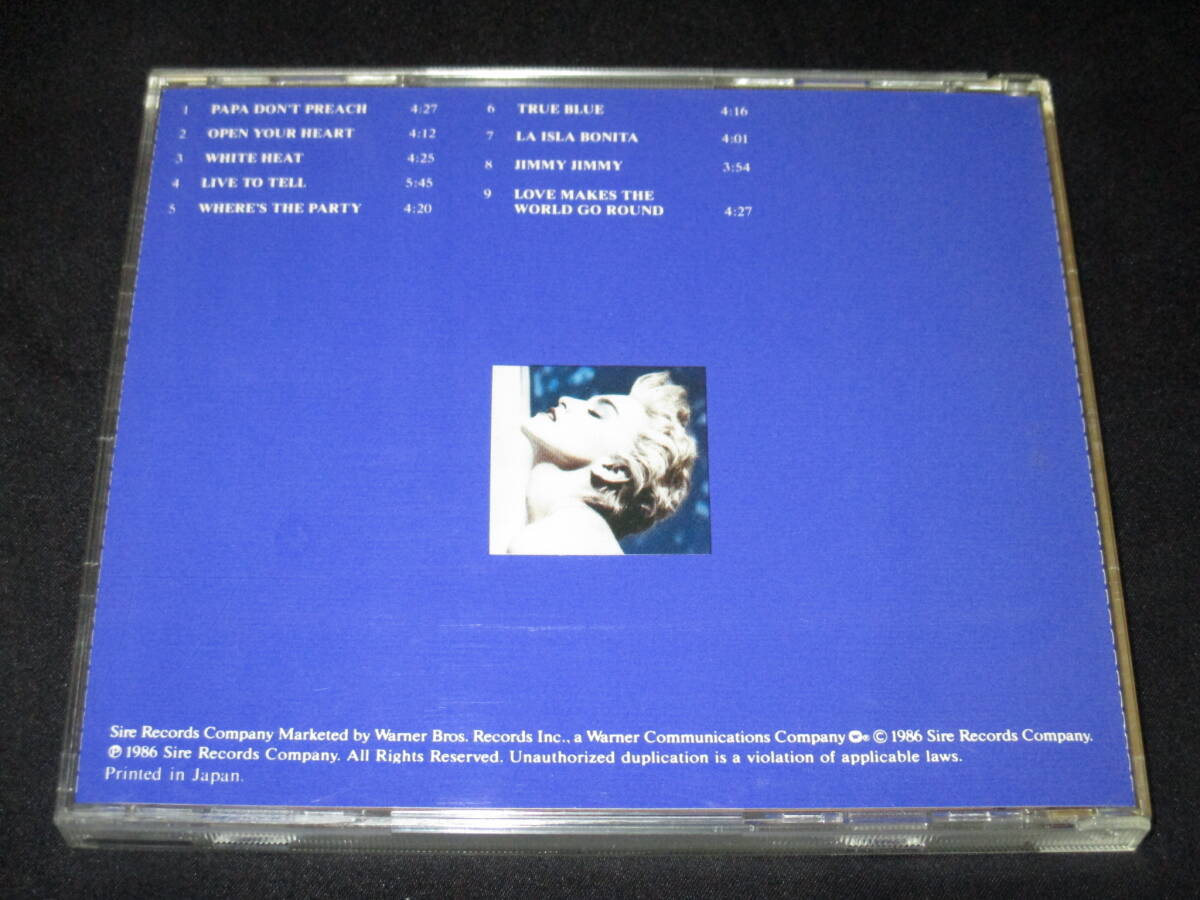 1 PAPA DON'T PREACH 4:27
2 OPEN YOUR HEART 4:12
3 WHITE HEAT 4:25
4 LIVE TO TELL 5:45
5 WHERE'S THE PARTY 4:20
6 TRUE BLUE 4:16
7 LA ISLA BONITA 4:01
8 JIMMY JIMMY 3:54
9 LOVE MAKES THE
WORLD GO ROUND 4:27
Sire Records Company Marketed by Warner Bros. Records Inc., a Warner Communications Company ® © 1986 Sire Records Company.
℗ 1986 Sire Records Company. All Rights Reserved. Unauthorized duplication is a violation of applicable laws.
Printed in Japan.